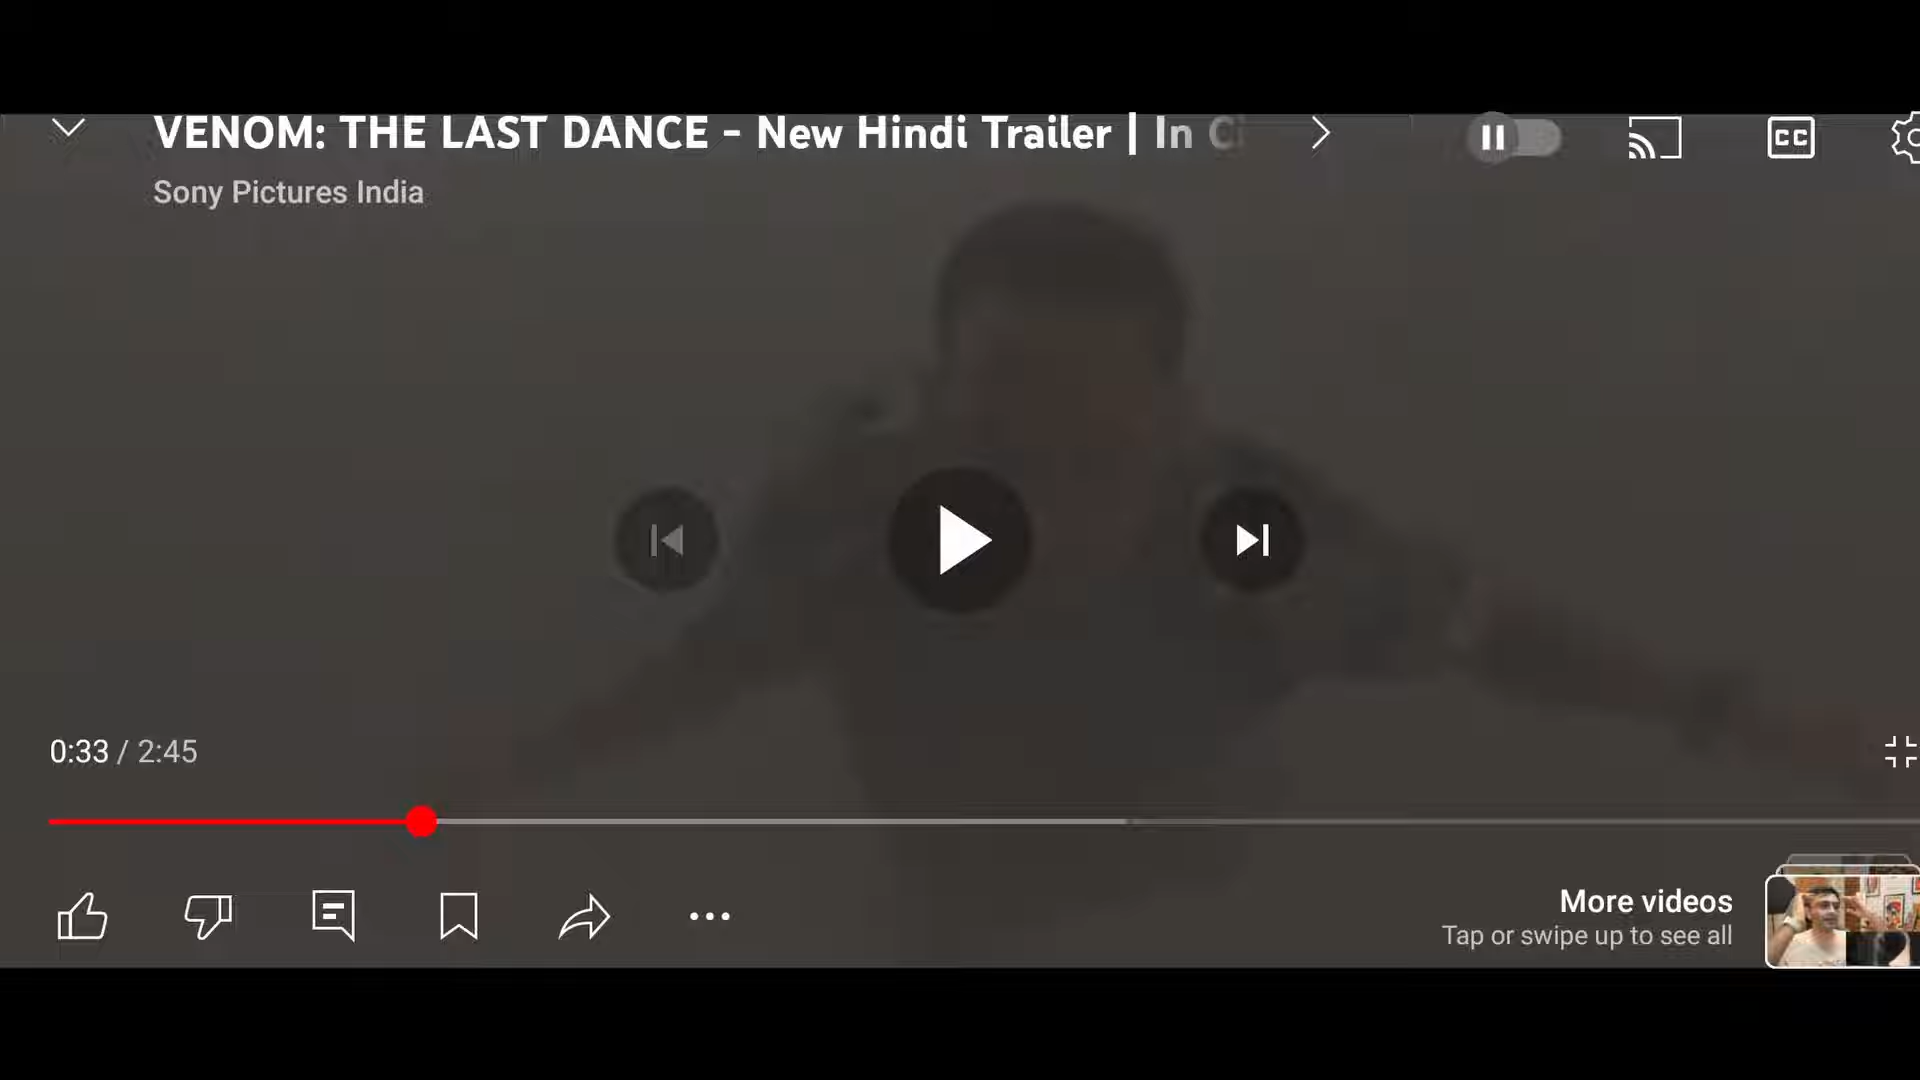 VENOM: THE LAST DANCE - New Hindi Trailer | In
Sony Pictures India
CC
0:33 / 2:45
More videos
Tap or swipe up to see all